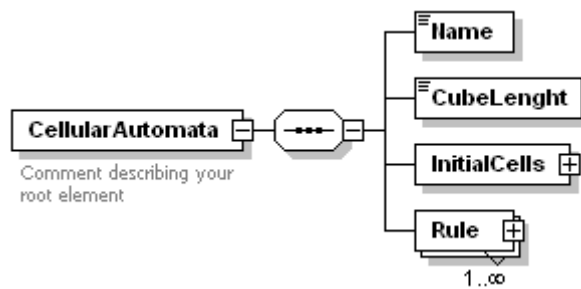 Name
CubeLenght
CellularAutomata
Comment describing your
root element
InitialCells
Rule
1..∞